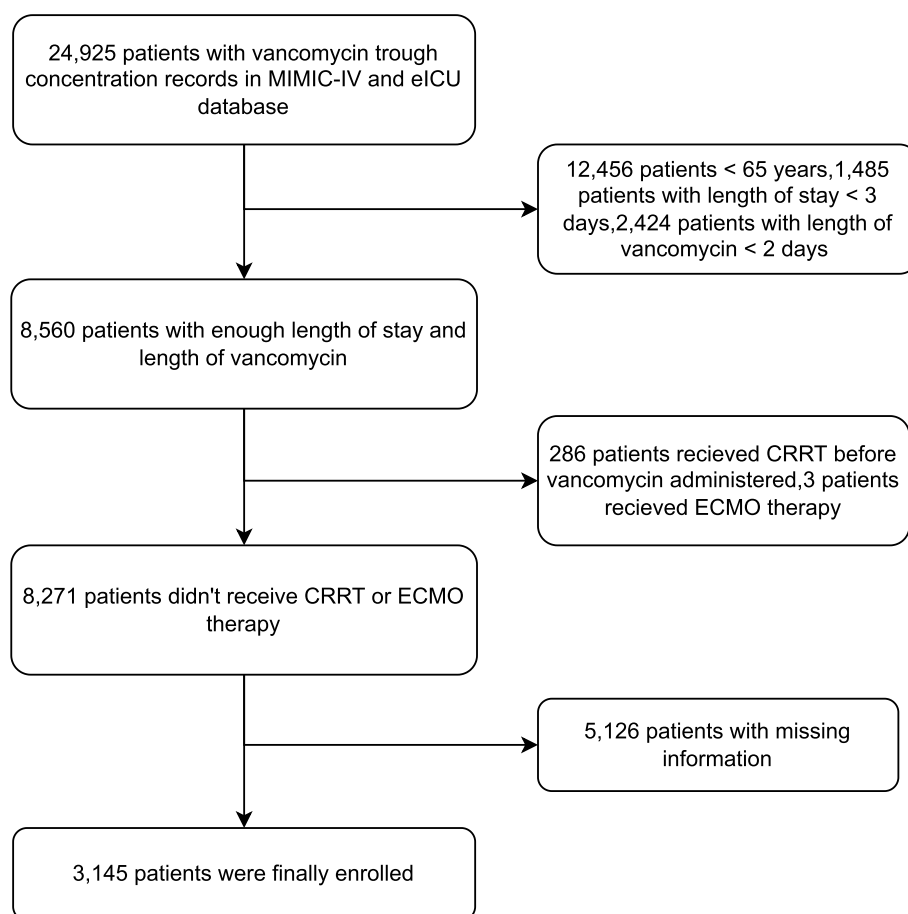 24,925 patients with vancomycin trough
concentration records in MIMIC-IV and eICU
database
12,456 patients < 65 years,1,485
patients with length of stay < 3
days,2,424 patients with length of
vancomycin < 2 days
8,560 patients with enough length of stay and
length of vancomycin
286 patients recieved CRRT before
vancomycin administered,3 patients
recieved ECMO therapy
8,271 patients didn't receive CRRT or ECMO
therapy
5,126 patients with missing
information
3,145 patients were finally enrolled